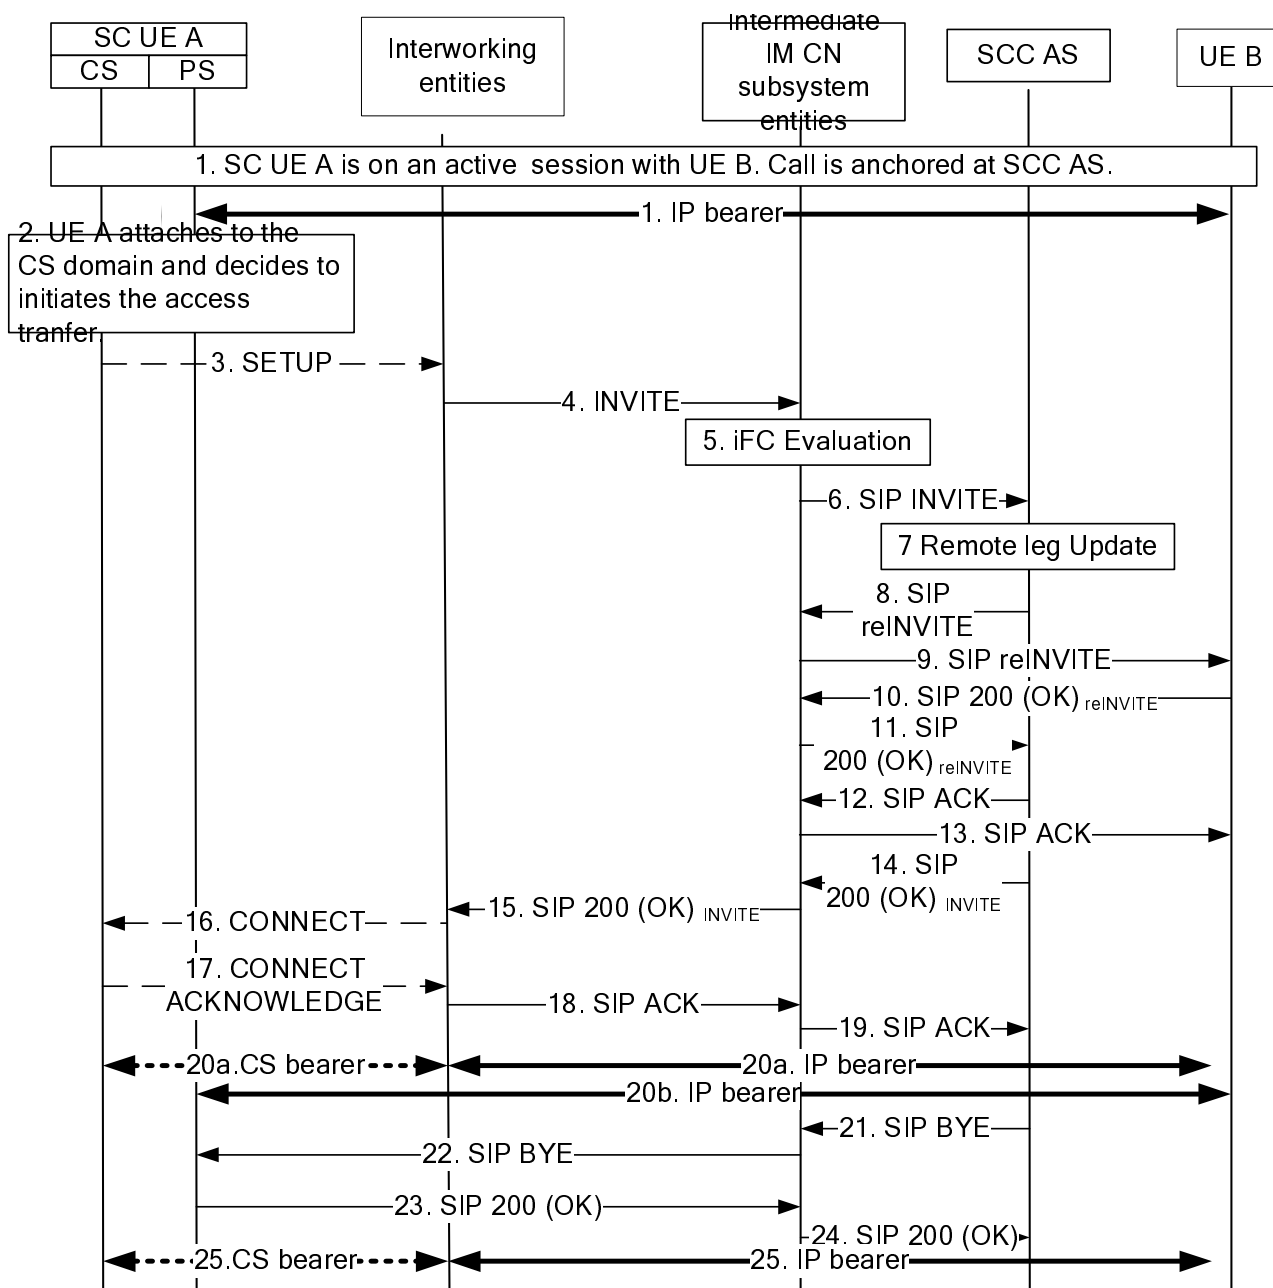 SC UE A
CS
PS
Interworking
entities
Intermediate
IM CN
subsystem
entities
SCC AS
UE B
1. SC UE A is on an active  session with UE B. Call is anchored at SCC AS.
1. IP bearer
2. UE A attaches to the
CS domain and decides to
initiates the access
tranfer.
3. SETUP
4. INVITE
5. iFC Evaluation
6. SIP INVITE
7 Remote leg Update
8. SIP
reINVITE
9. SIP reINVITE
10. SIP 200 (OK) reINVITE
11. SIP
200 (OK) reINVITE
12. SIP ACK
13. SIP ACK
14. SIP
200 (OK) INVITE
15. SIP 200 (OK) INVITE
16. CONNECT
17. CONNECT
ACKNOWLEDGE
18. SIP ACK
19. SIP ACK
20a.CS bearer
20a. IP bearer
20b. IP bearer
21. SIP BYE
22. SIP BYE
23. SIP 200 (OK)
24. SIP 200 (OK)
25.CS bearer
25. IP bearer